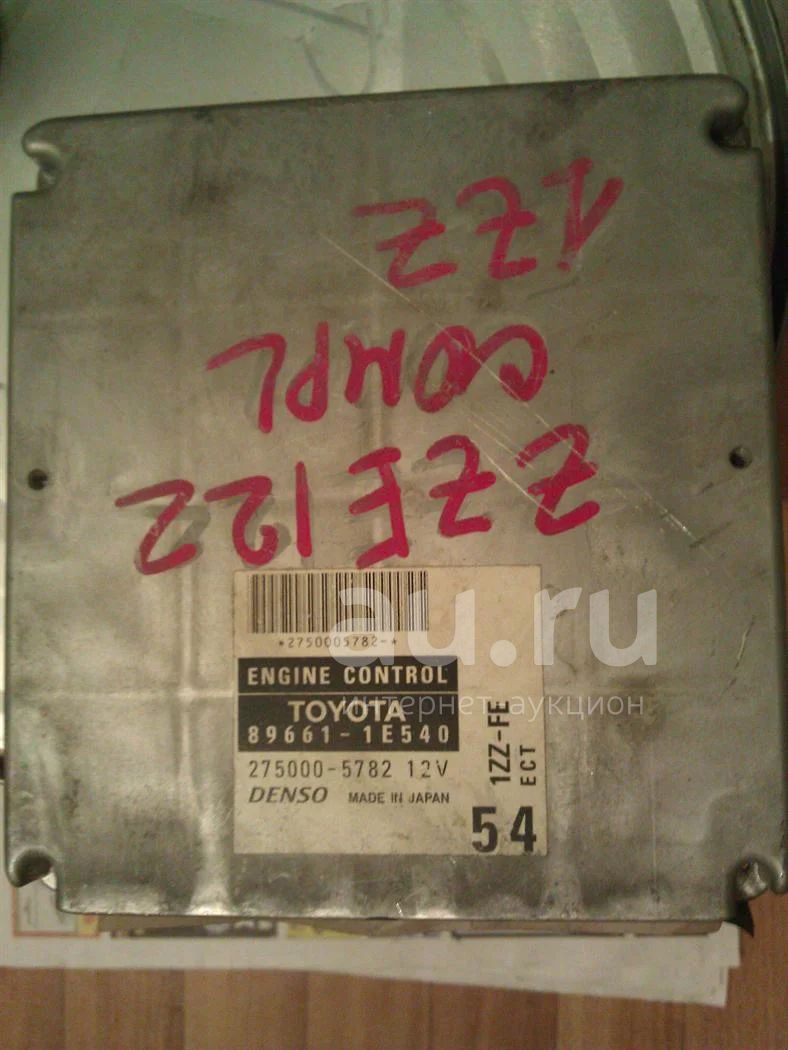 1ZZ
COMPL
ZZE122
*2750005782-*
ENGINE CONTROL
TOYOTA
89661-1E540
275000-5782 12V
DENSO MADE IN JAPAN
1ZZ-FE
ECT
54
au.ru
интернет аукцион